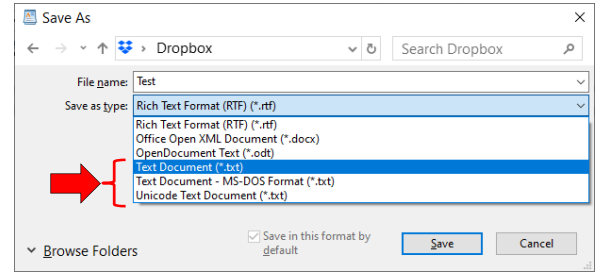 Save As
Dropbox
Search Dropbox
File name: Test
Save as type: Rich Text Format (RTF) (*.rtf)
Rich Text Format (RTF) (*.rtf)
Office Open XML Document (*.docx)
OpenDocument Text (*.odt)
Text Document (*.txt)
Text Document - MS-DOS Format (*.txt)
Unicode Text Document (*.txt)
Browse Folders
Save in this format by
default
Save
Cancel